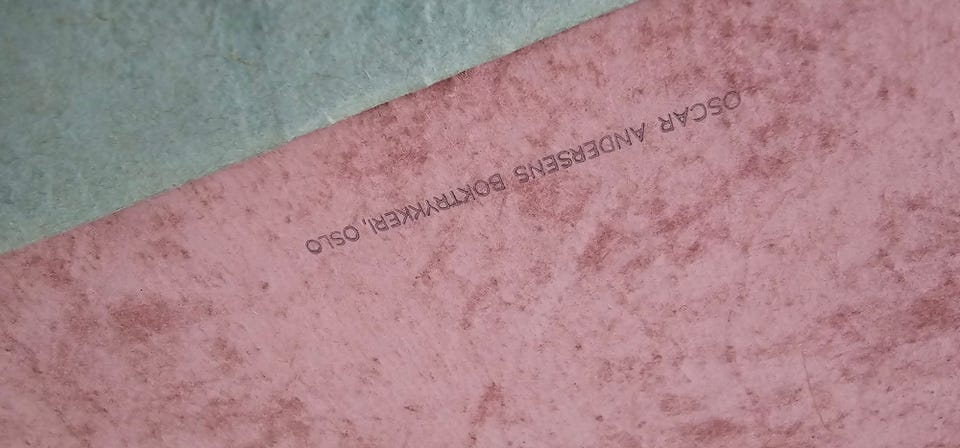 OSCAR ANDERSENS BOKTRYKKERI, OSLO